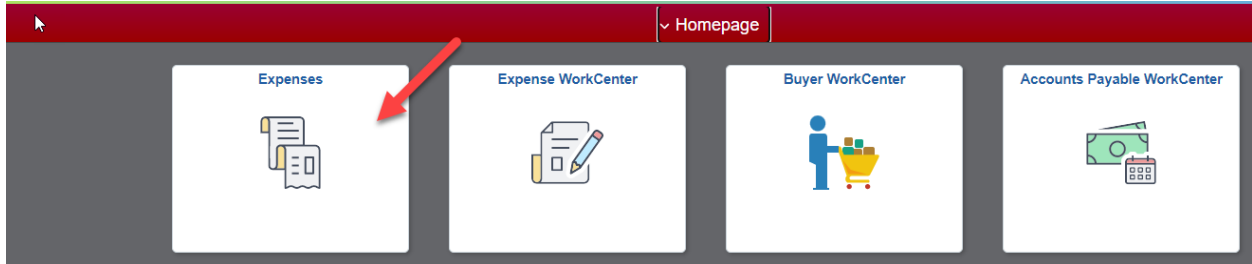 Homepage
Expenses
Expense WorkCenter
Buyer WorkCenter
Accounts Payable WorkCenter